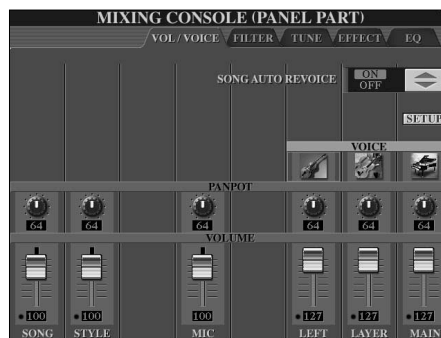 MIXING CONSOLE (PANEL PART)
VOL / VOICE FILTER TUNE EFFECT EQ
SONG AUTO REVOICE ON
OFF
SETUP
VOICE
PANPOT
64 64 64 64 64 64
VOLUME
100 100 100 127 127 127
SONG STYLE MIC LEFT LAYER MAIN